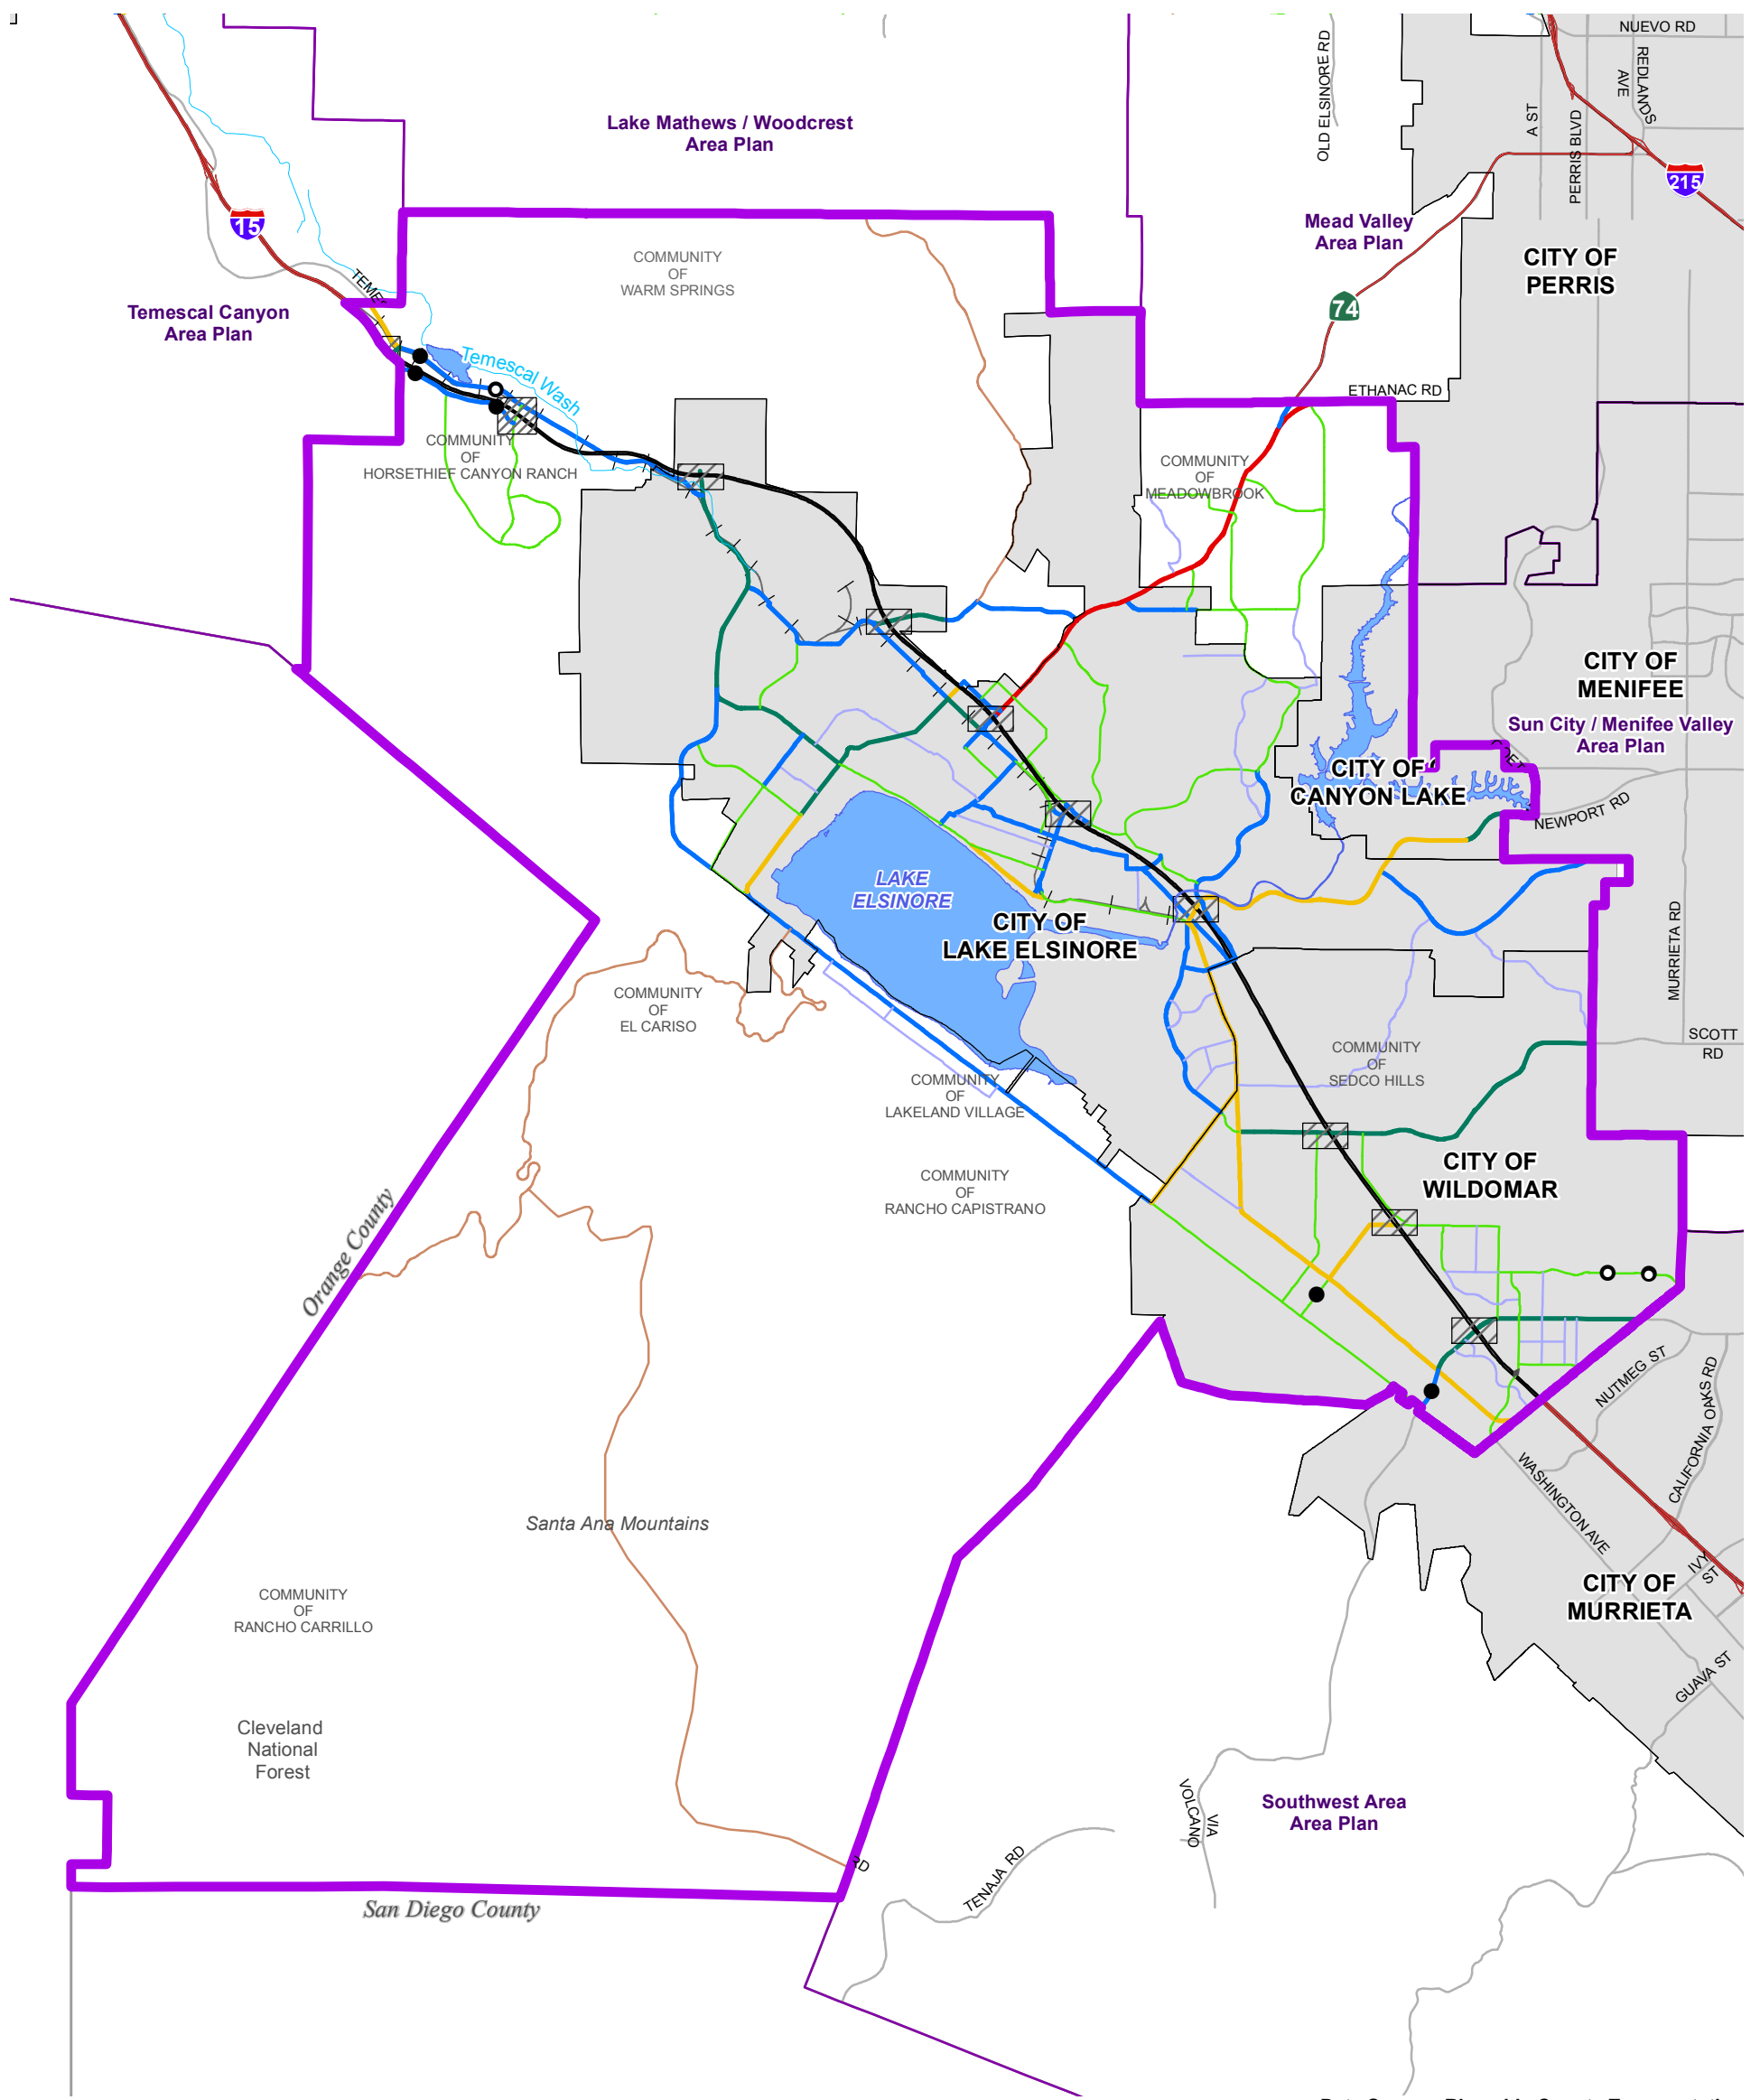 NUEVO RD
REDLANDS
AVE
A ST
PERRIS BLVD
OLD ELSINORE RD
215
Lake Mathews / Woodcrest
Area Plan
15
Mead Valley
Area Plan
CITY OF
PERRIS
74
COMMUNITY
OF
WARM SPRINGS
Temescal Canyon
Area Plan
Temescal Wash
ETHANAC RD
COMMUNITY
OF
HORSETHIEF CANYON RANCH
COMMUNITY
OF
MEADOWBROOK
CITY OF
MENIFEE
Sun City / Menifee Valley
Area Plan
CITY OF
CANYON LAKE
NEWPORT RD
LAKE
ELSINORE
CITY OF
LAKE ELSINORE
MURRIETA RD
COMMUNITY
OF
EL CARISO
SCOTT
RD
COMMUNITY
OF
SEDCO HILLS
COMMUNITY
OF
LAKELAND VILLAGE
CITY OF
WILDOMAR
COMMUNITY
OF
RANCHO CAPISTRANO
Orange County
NUTMEG ST
CALIFORNIA OAKS RD
WASHINGTON AVE
IVY
ST
Santa Ana Mountains
CITY OF
MURRIETA
COMMUNITY
OF
RANCHO CARRILLO
GUAVA ST
Cleveland
National
Forest
VIA
VOLCANO
Southwest Area
Area Plan
RD
TENAJA RD
San Diego County